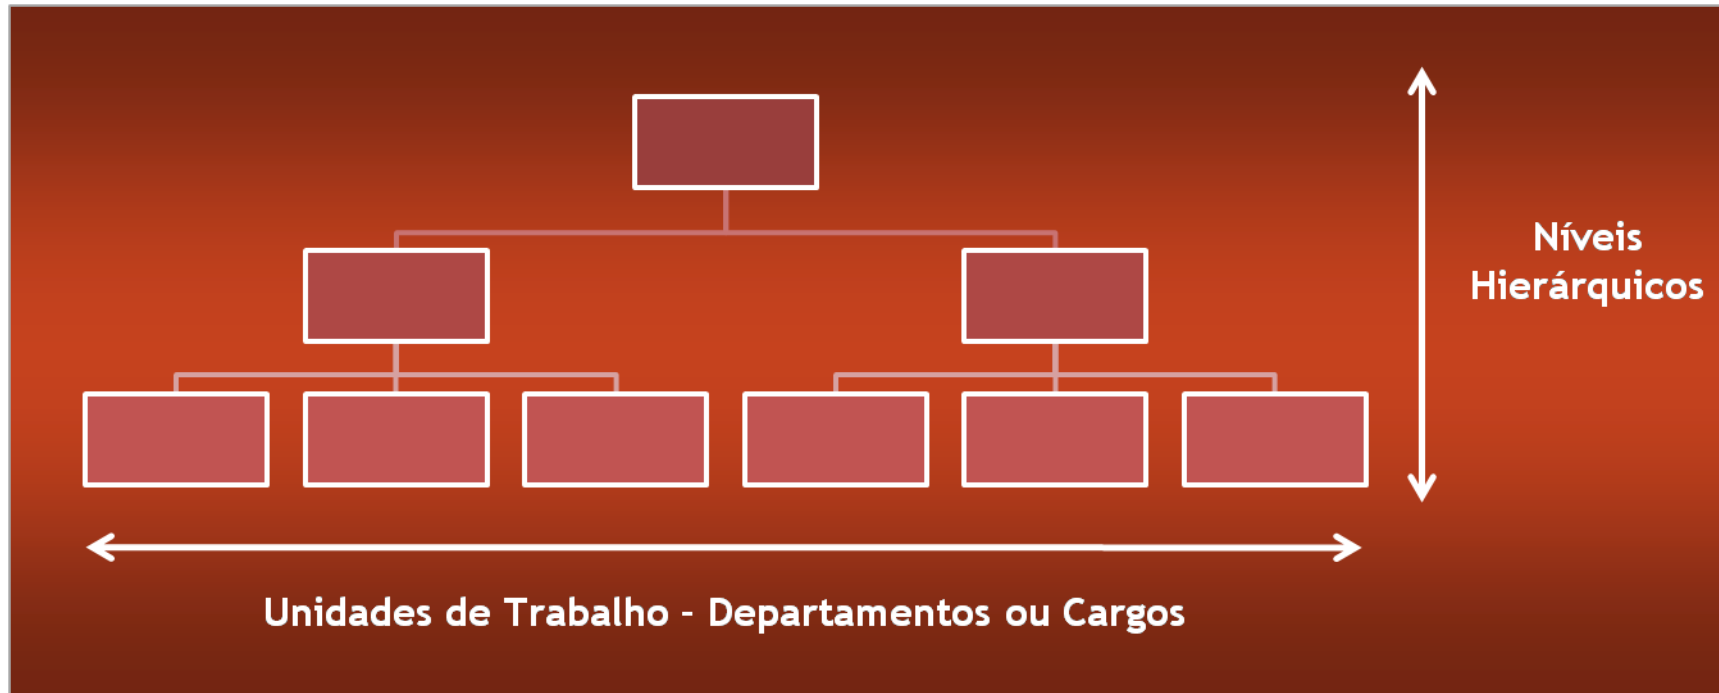 Níveis
Hierárquicos
Unidades de Trabalho - Departamentos ou Cargos